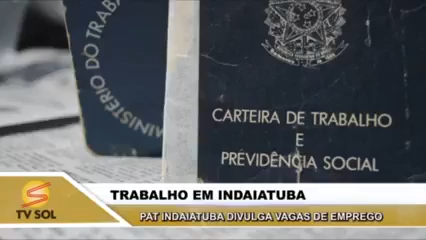 MINISTÉRIO DO TRABA
CARTEIRA DE TRABALHO
E
PREVIDÊNCIA SOCIAL
TRABALHO EM INDAIATUBA
PAT INDAIATUBA DIVULGA VAGAS DE EMPREGO
S
TV SOL